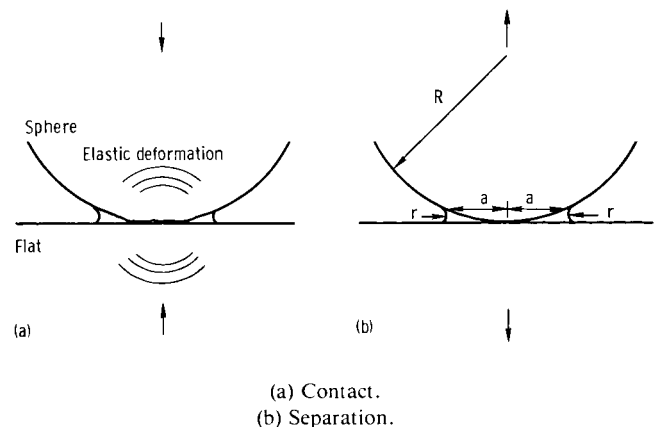 Sphere
Elastic deformation
Flat
(a)
R
a a
r r
(b)
(a) Contact.
(b) Separation.